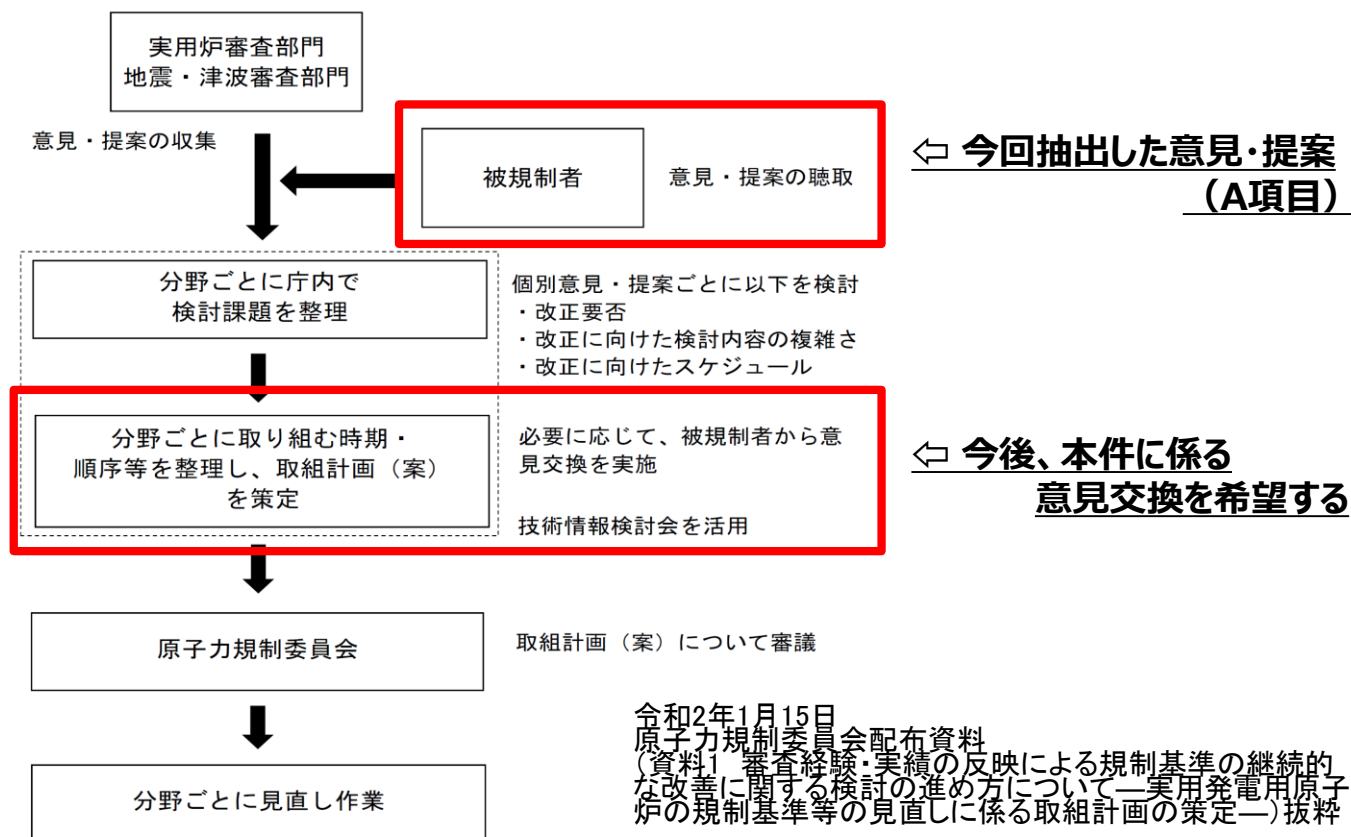 実用炉審査部門
地震・津波審査部門
意見・提案の収集
被規制者
意見・提案の聴取
⇦ 今回抽出した意見・提案
（A項目）
分野ごとに庁内で
検討課題を整理
個別意見・提案ごとに以下を検討
・改正要否
・改正に向けた検討内容の複雑さ
・改正に向けたスケジュール
分野ごとに取り組む時期・
順序等を整理し、取組計画（案）
を策定
必要に応じて、被規制者から意
見交換を実施
技術情報検討会を活用
⇦ 今後、本件に係る
意見交換を希望する
原子力規制委員会
取組計画（案）について審議
分野ごとに見直し作業
令和2年1月15日
原子力規制委員会配布資料
（資料1　審査経験・実績の反映による規制基準の継続的
な改善に関する検討の進め方について―実用発電用原子
炉の規制基準等の見直しに係る取組計画の策定―）抜粋